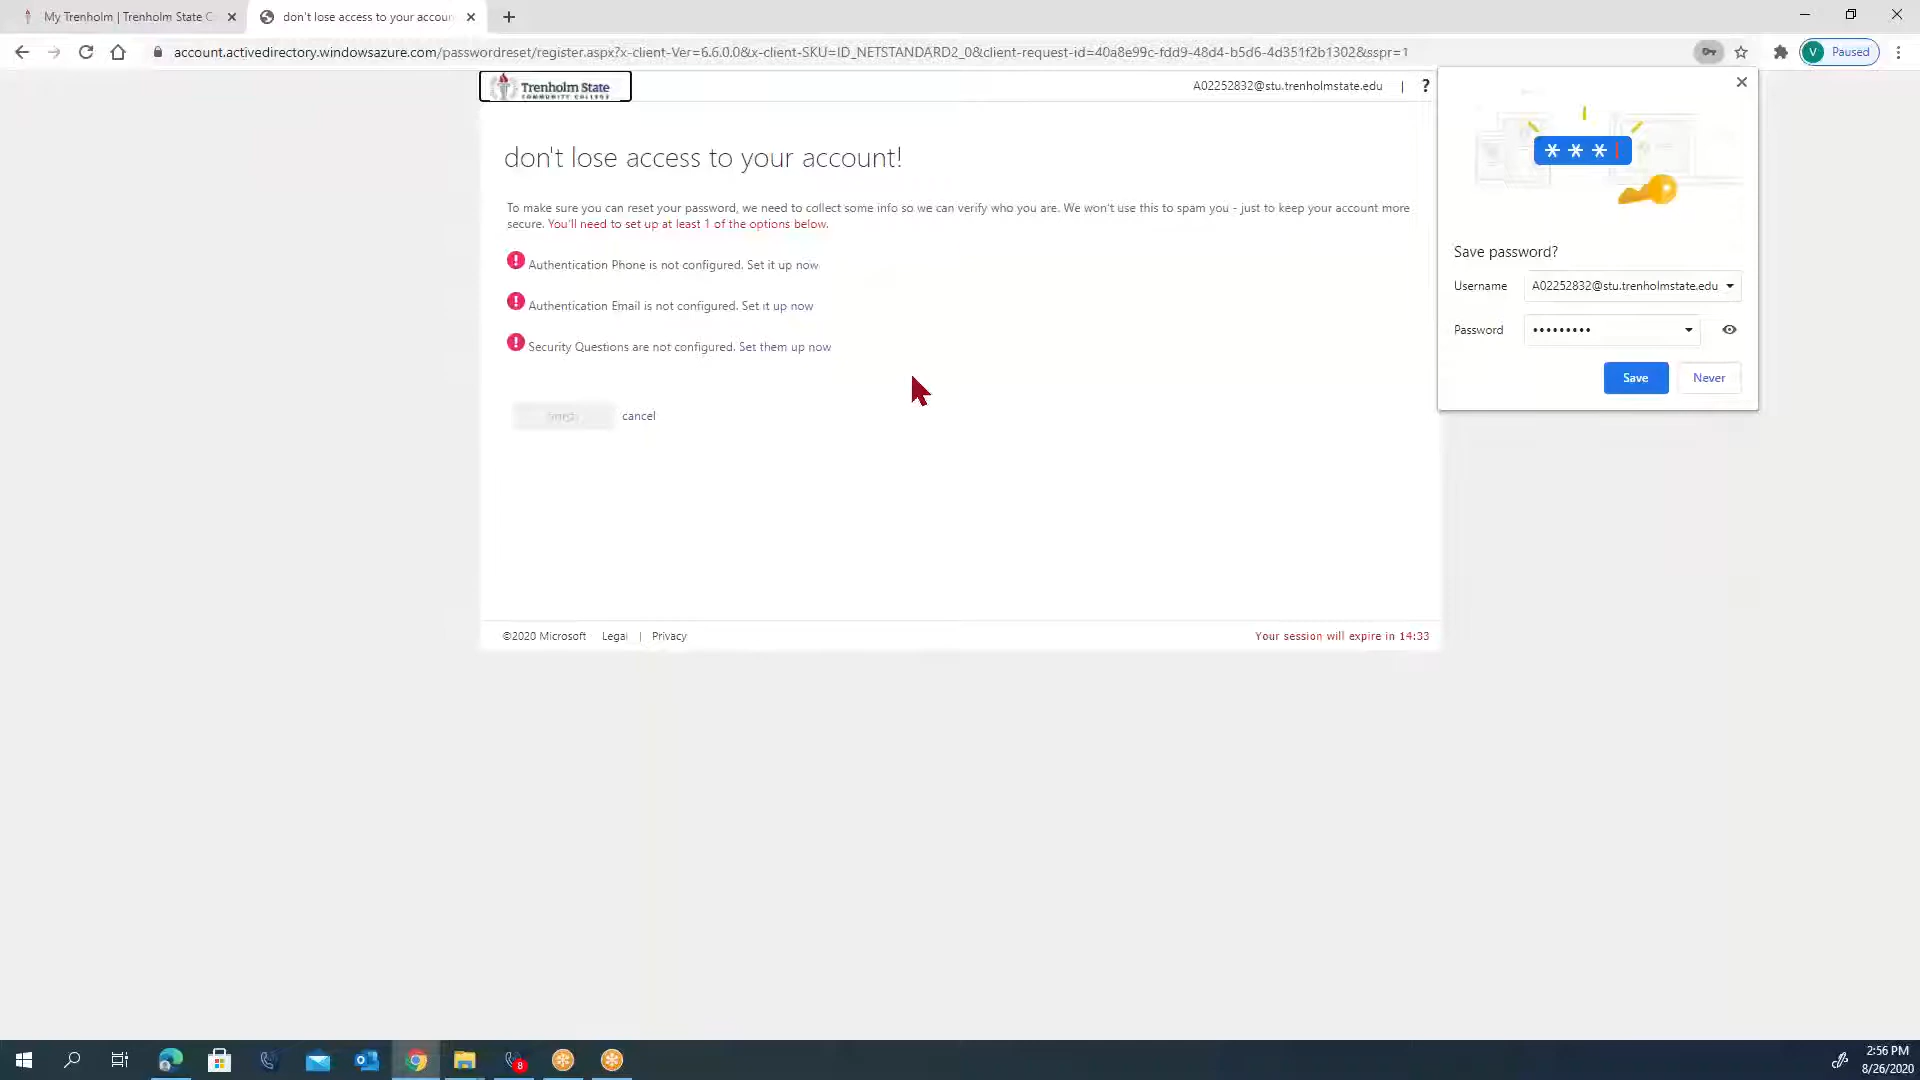 My Trenholm | Trenholm State C
don't lose access to your accoun
account.activedirectory.windowsazure.com/passwordreset/register.aspx?x-client-Ver=6.6.0.0&x-client-SKU=ID_NETSTANDARD2_0&client-request-id=40a8e99c-fdd9-48d4-b5d6-4d351f2b1302&sspr=1
V Paused
Trenholm State
COMMUNITY COLLEGE
A02252832@stu.trenholmstate.edu | ?
don't lose access to your account!
To make sure you can reset your password, we need to collect some info so we can verify who you are. We won't use this to spam you - just to keep your account more
secure. You'll need to set up at least 1 of the options below.
! Authentication Phone is not configured. Set it up now
! Authentication Email is not configured. Set it up now
! Security Questions are not configured. Set them up now
cancel
©2020 Microsoft Legal | Privacy
Your session will expire in 14:33
* * * |
Save password?
Username A02252832@stu.trenholmstate.edu
Password •••••••••
Save Never
8
2:56 PM
8/26/2020